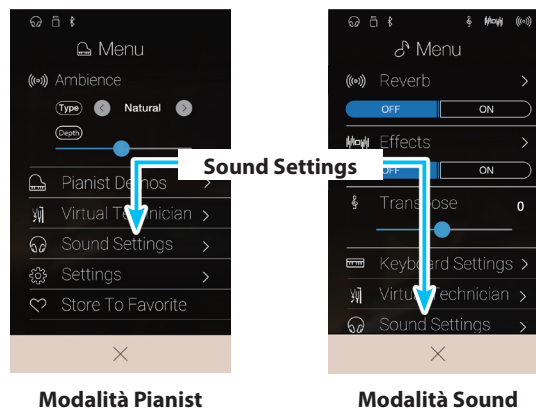 Menu
Ambience
Type Natural
Depth
Pianist Demos
Virtual Technician
Sound Settings
Settings
Store To Favorite
Modalità Pianist
Sound Settings
Menu
Reverb
OFF ON
Effects
OFF ON
Transpose 0
Keyboard Settings
Virtual Technician
Sound Settings
Modalità Sound